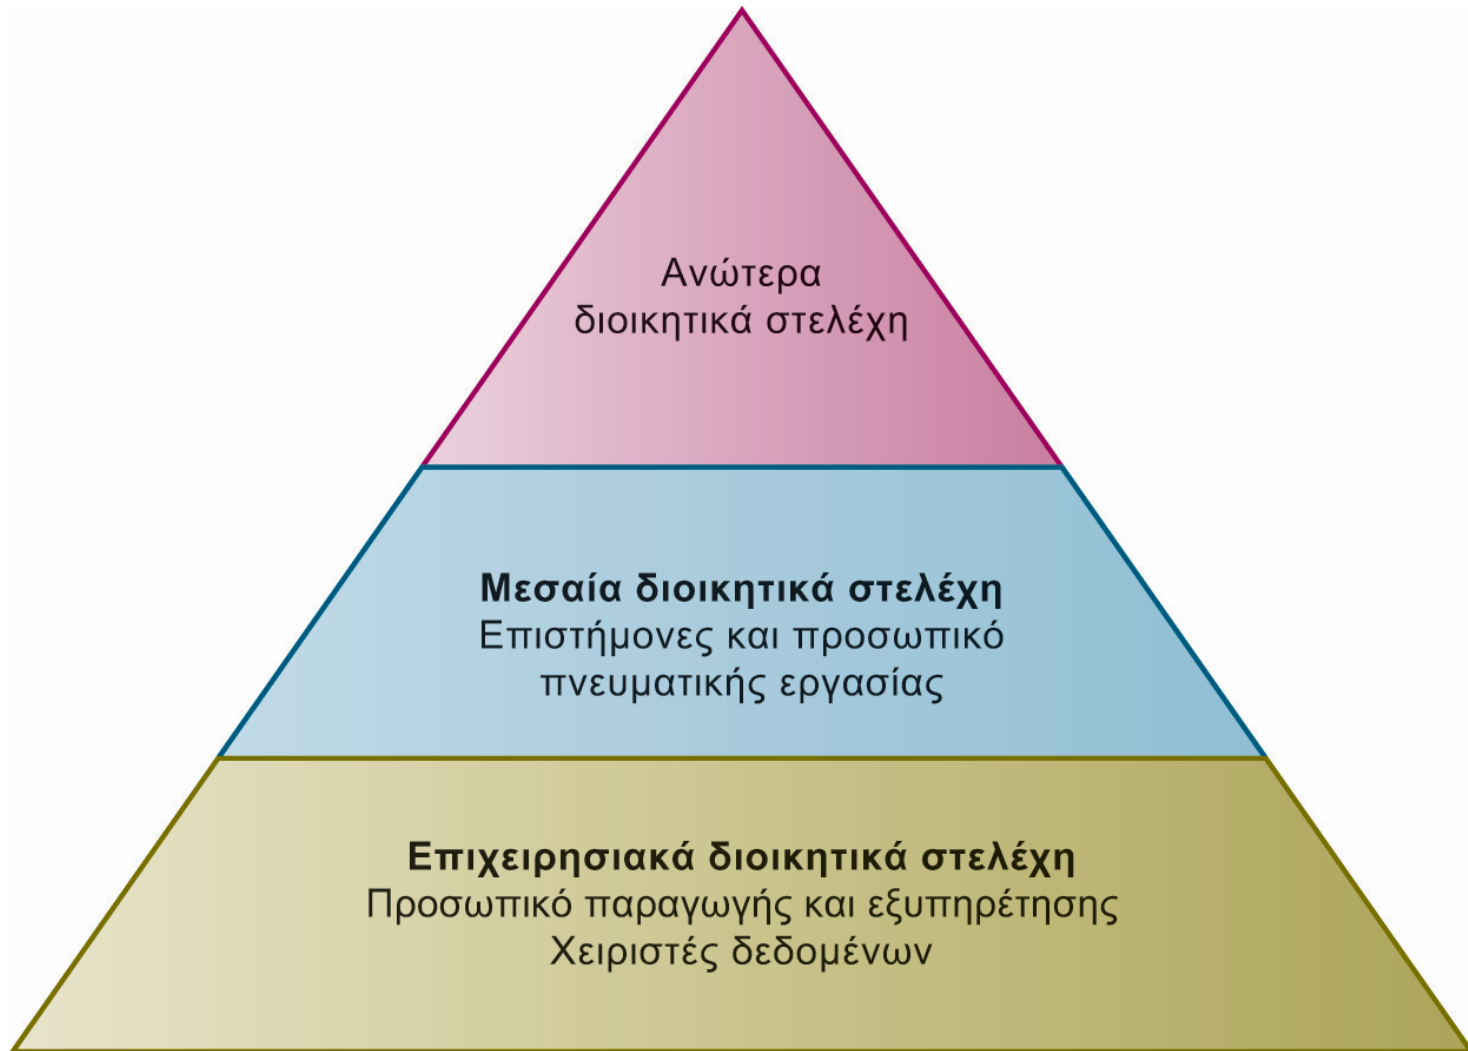 Ανώτερα
διοικητικά στελέχη
Μεσαία διοικητικά στελέχη
Επιστήμονες και προσωπικό
πνευματικής εργασίας
Επιχειρησιακά διοικητικά στελέχη
Προσωπικό παραγωγής και εξυπηρέτησης
Χειριστές δεδομένων